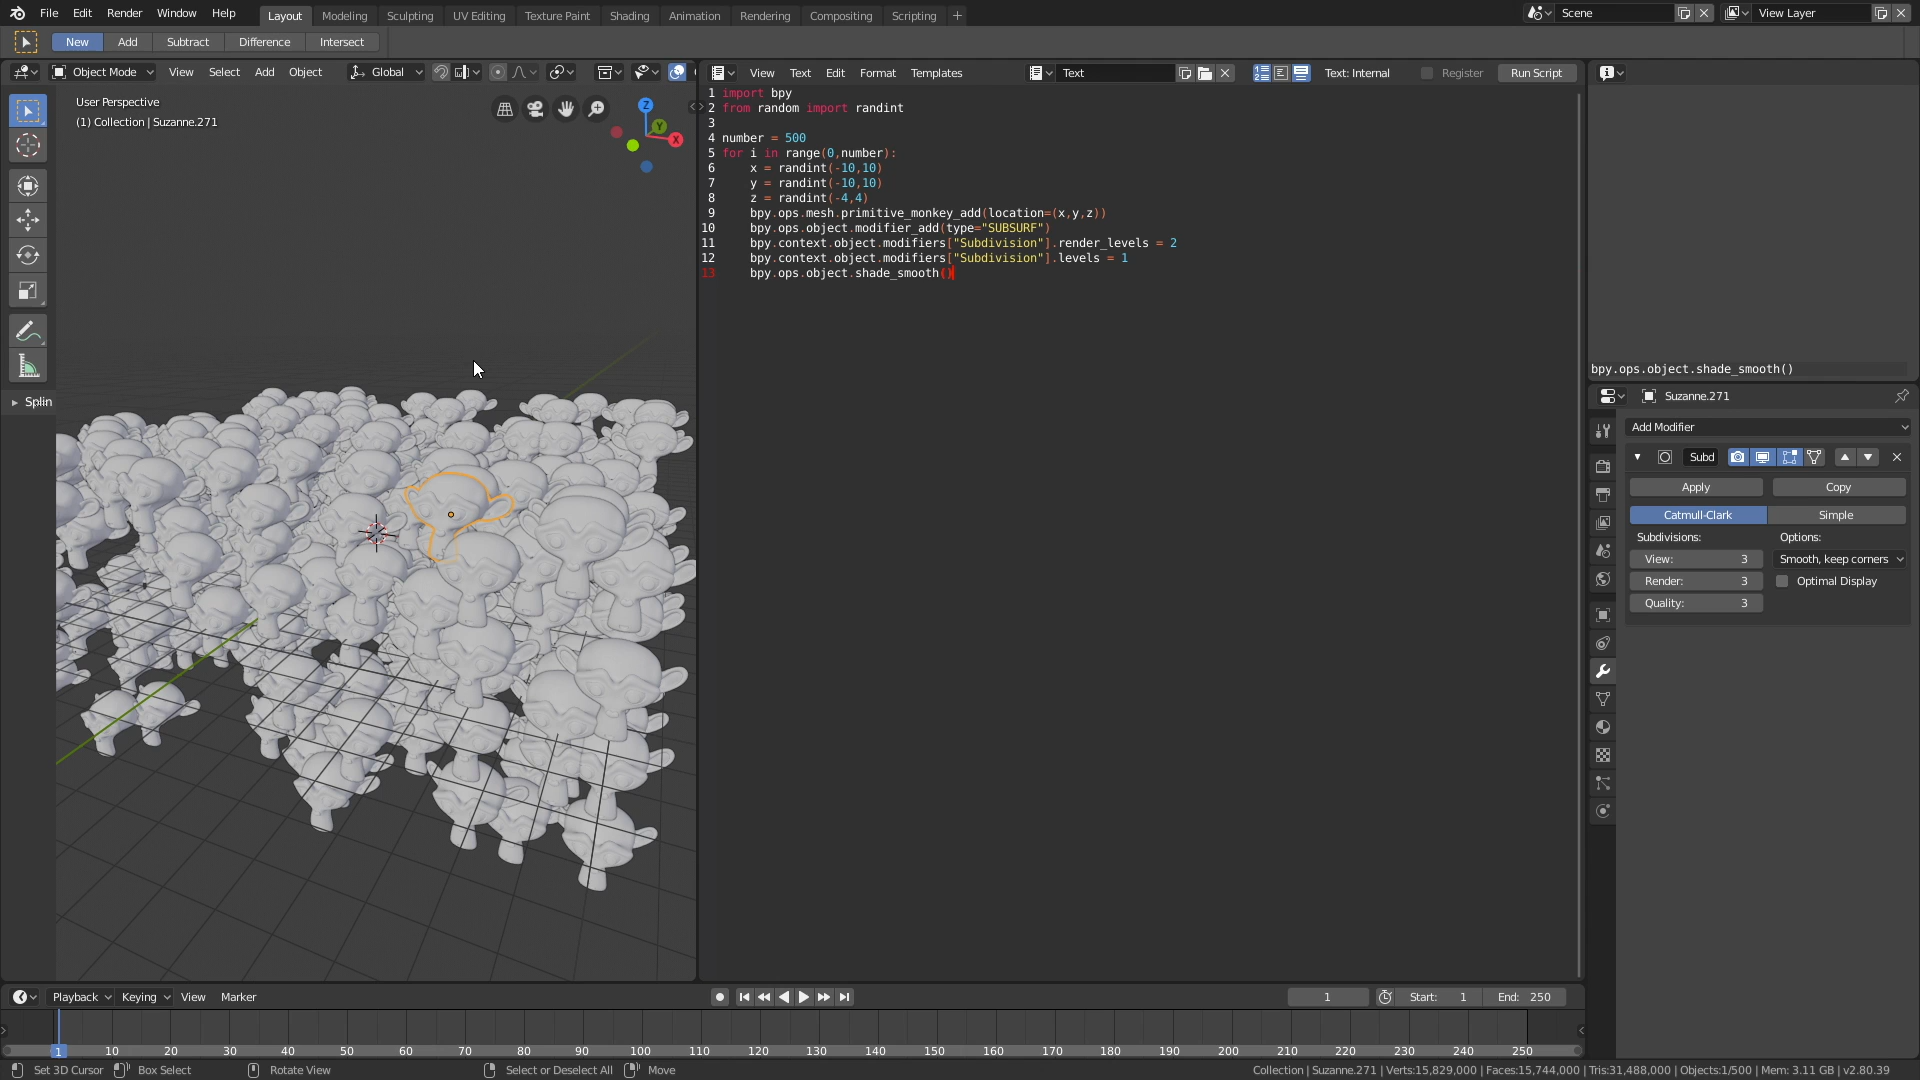 File Edit Render Window Help Layout Modeling Sculpting UV Editing Texture Paint Shading Animation Rendering Compositing Scripting + Scene View Layer
New Add Subtract Difference Intersect
Object Mode View Select Add Object Global View Text Edit Format Templates Text Text: Internal Register Run Script
User Perspective
(1) Collection | Suzanne.271
Z
Y
X
Splin
1 import bpy
2 from random import randint
3
4 number = 500
5 for i in range(0,number):
6 x = randint(-10,10)
7 y = randint(-10,10)
8 z = randint(-4,4)
9 bpy.ops.mesh.primitive_monkey_add(location=(x,y,z))
10 bpy.ops.object.modifier_add(type="SUBSURF")
11 bpy.context.object.modifiers["Subdivision"].render_levels = 2
12 bpy.context.object.modifiers["Subdivision"].levels = 1
13 bpy.ops.object.shade_smooth()
bpy.ops.object.shade_smooth()
Suzanne.271
Add Modifier
Subd
Apply Copy
Catmull-Clark Simple
Subdivisions: Options:
View: 3 Smooth, keep corners
Render: 3 Optimal Display
Quality: 3
Playback Keying View Marker 1 Start: 1 End: 250
1 10 20 30 40 50 60 70 80 90 100 110 120 130 140 150 160 170 180 190 200 210 220 230 240 250
Set 3D Cursor Box Select Rotate View Select or Deselect All Move Collection | Suzanne.271 | Verts:15,829,000 | Faces:15,744,000 | Tris:31,488,000 | Objects:1/500 | Mem: 3.11 GB | v2.80.39